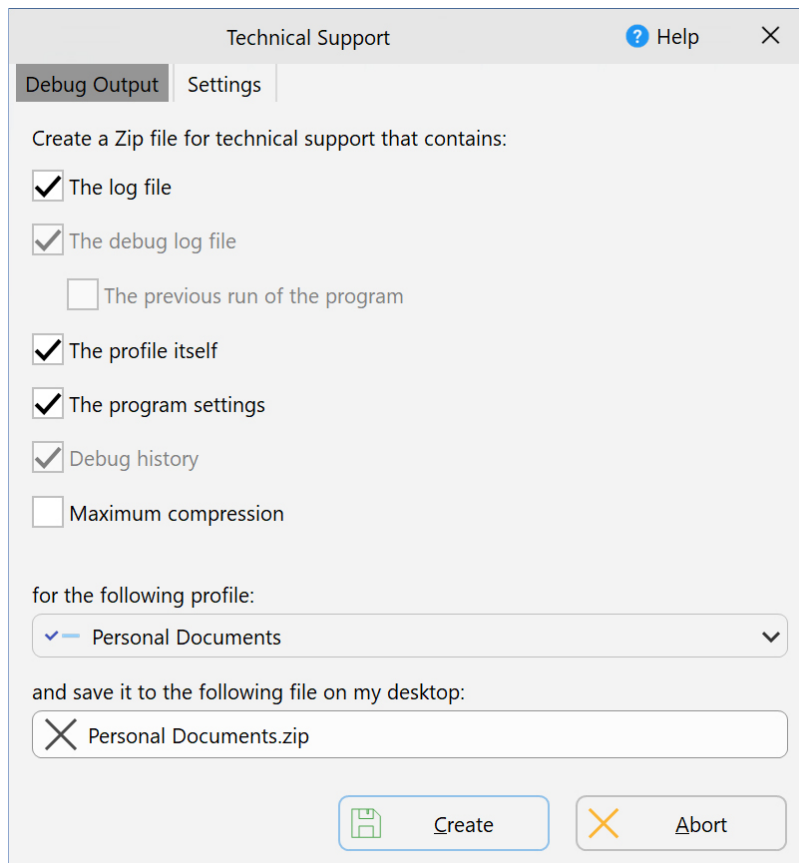 Technical Support
Help
Debug Output
Settings
Create a Zip file for technical support that contains:
The log file
The debug log file
The previous run of the program
The profile itself
The program settings
Debug history
Maximum compression
for the following profile:
Personal Documents
and save it to the following file on my desktop:
Personal Documents.zip
Create
Abort